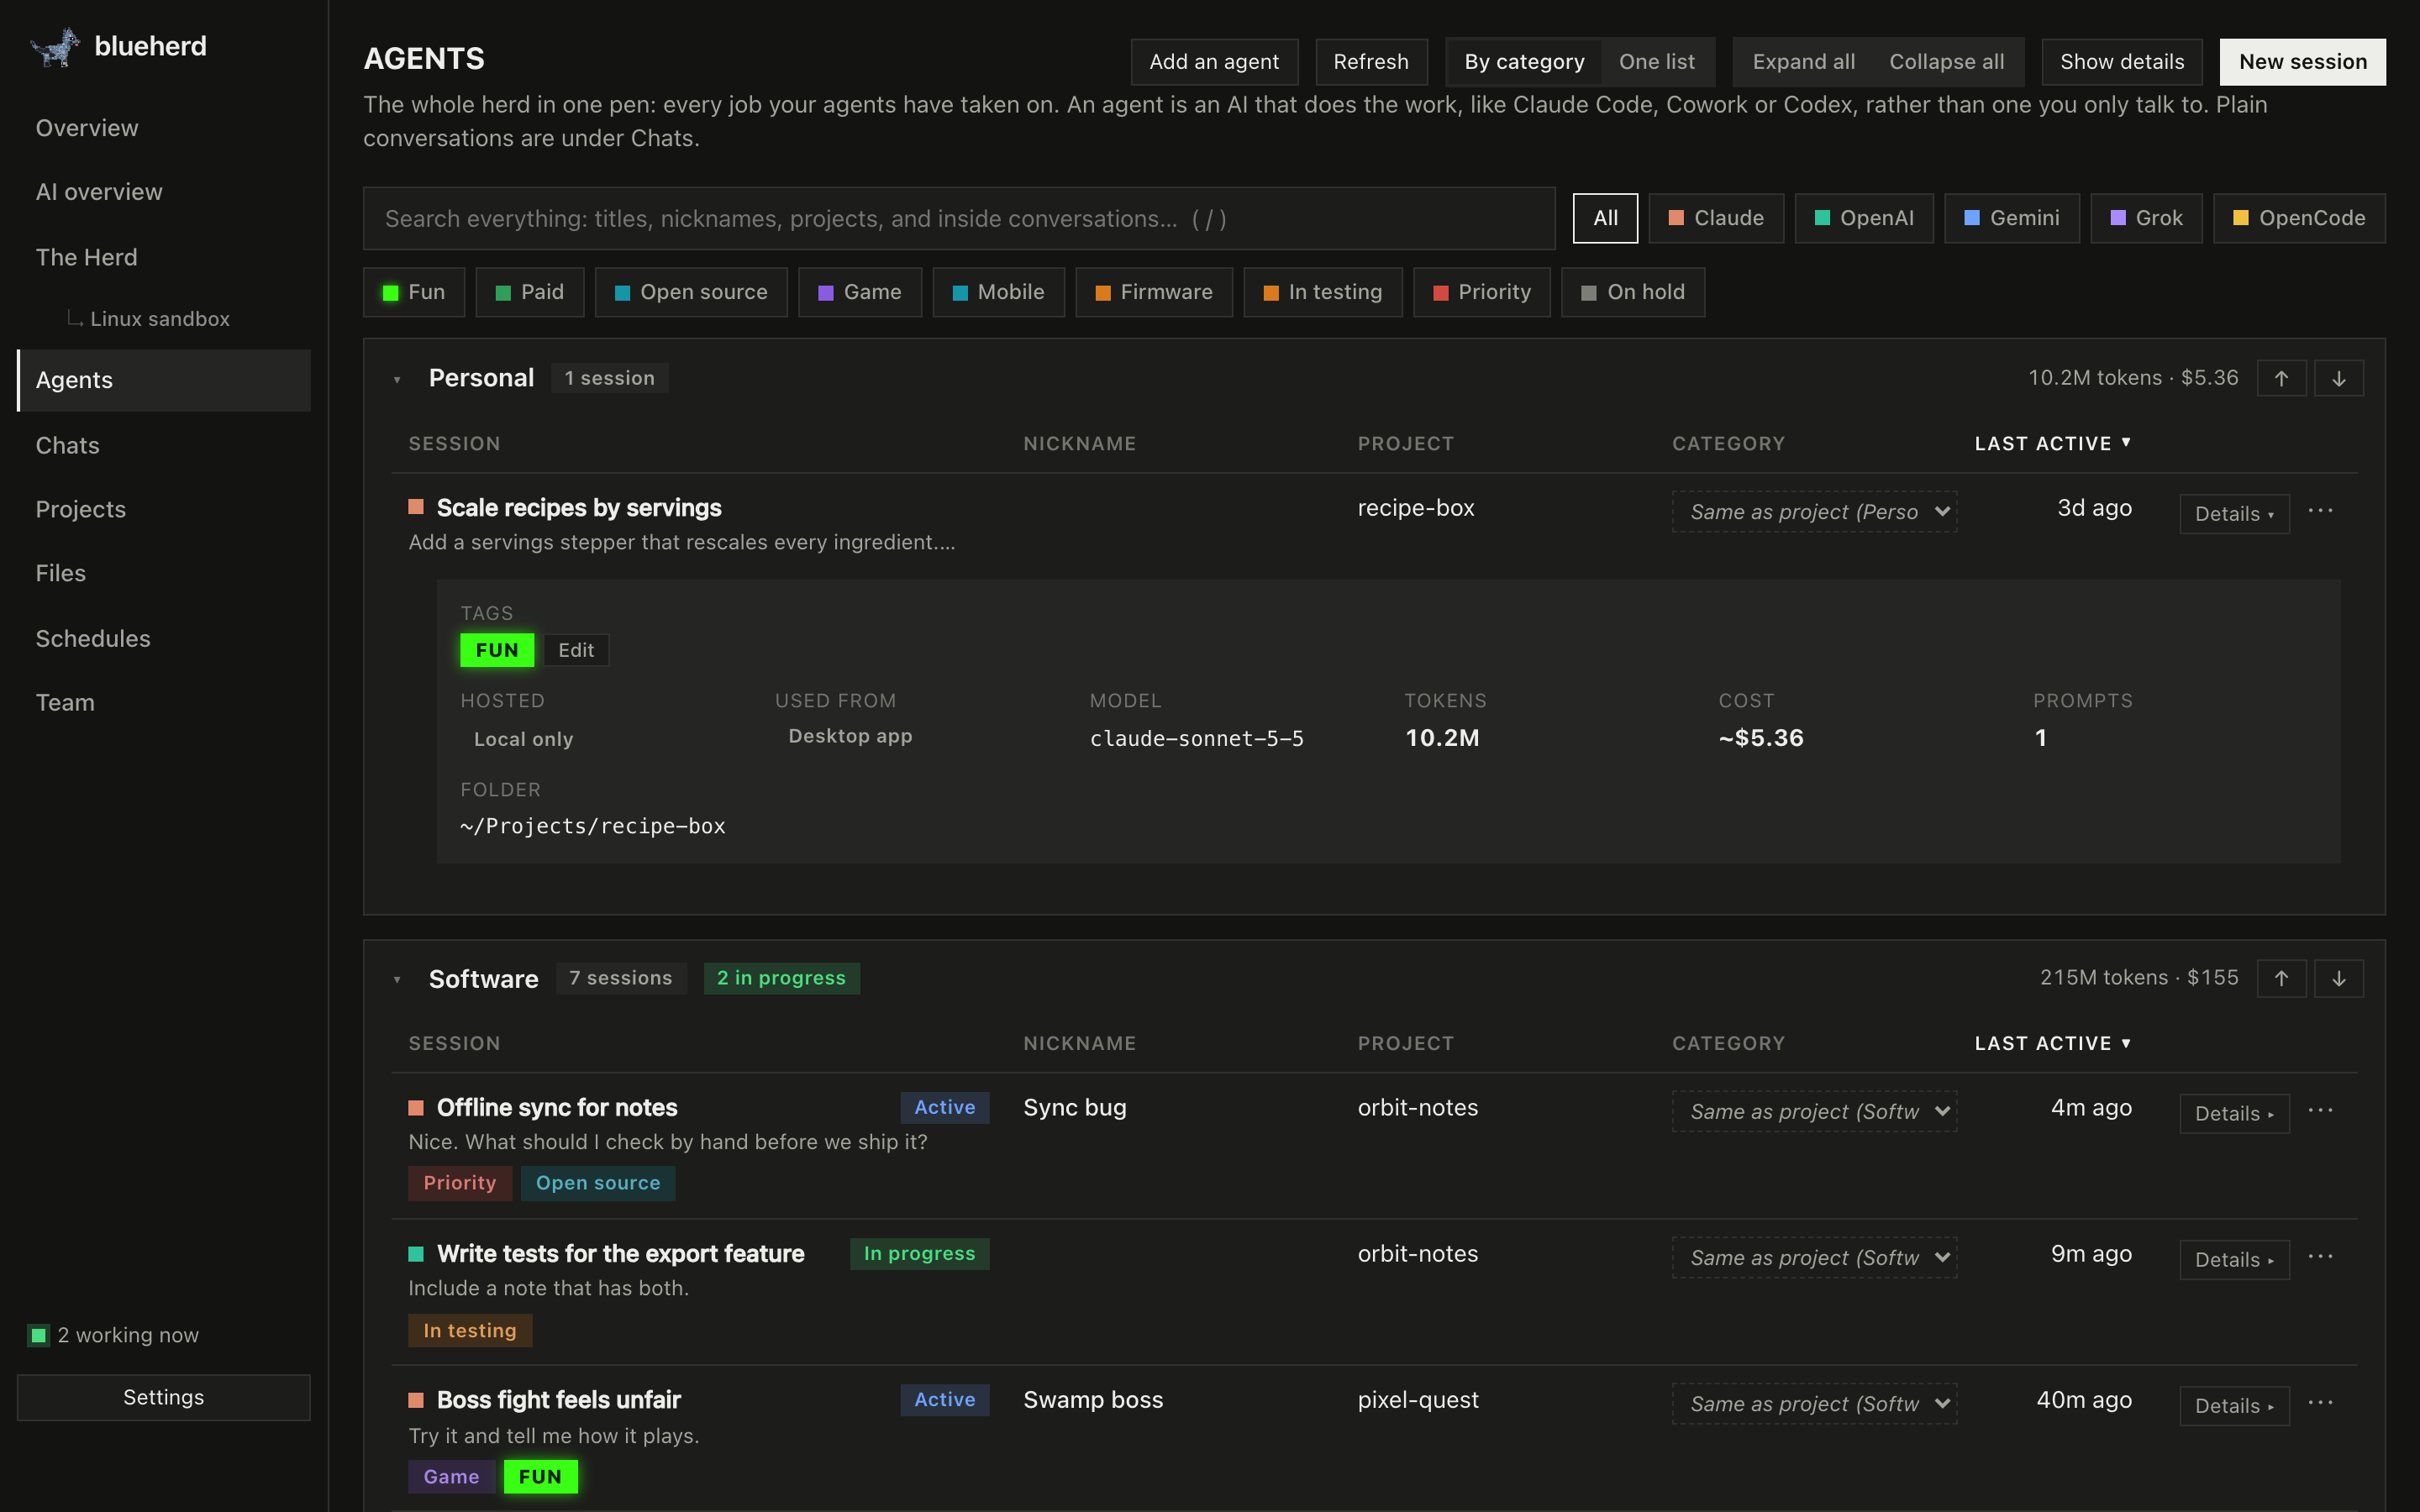 blueherd
Overview
AI overview
The Herd
Linux sandbox
Agents
Chats
Projects
Files
Schedules
Team
2 working now
Settings
AGENTS
Add an agent Refresh By category One list Expand all Collapse all Show details New session
The whole herd in one pen: every job your agents have taken on. An agent is an AI that does the work, like Claude Code, Cowork or Codex, rather than one you only talk to. Plain
conversations are under Chats.
Search everything: titles, nicknames, projects, and inside conversations... ( / ) All Claude OpenAI Gemini Grok OpenCode
Fun Paid Open source Game Mobile Firmware In testing Priority On hold
Personal 1 session 10.2M tokens · $5.36 ↑ ↓
SESSION NICKNAME PROJECT CATEGORY LAST ACTIVE ▼
Scale recipes by servings recipe-box Same as project (Perso 3d ago Details ▾ ···
Add a servings stepper that rescales every ingredient....
TAGS
FUN Edit
HOSTED USED FROM MODEL TOKENS COST PROMPTS
Local only Desktop app claude-sonnet-5-5 10.2M ~$5.36 1
FOLDER
~/Projects/recipe-box
Software 7 sessions 2 in progress 215M tokens · $155 ↑ ↓
SESSION NICKNAME PROJECT CATEGORY LAST ACTIVE ▼
Offline sync for notes Active Sync bug orbit-notes Same as project (Softw 4m ago Details ▸ ···
Nice. What should I check by hand before we ship it?
Priority Open source
Write tests for the export feature In progress orbit-notes Same as project (Softw 9m ago Details ▸ ···
Include a note that has both.
In testing
Boss fight feels unfair Active Swamp boss pixel-quest Same as project (Softw 40m ago Details ▸ ···
Try it and tell me how it plays.
Game FUN